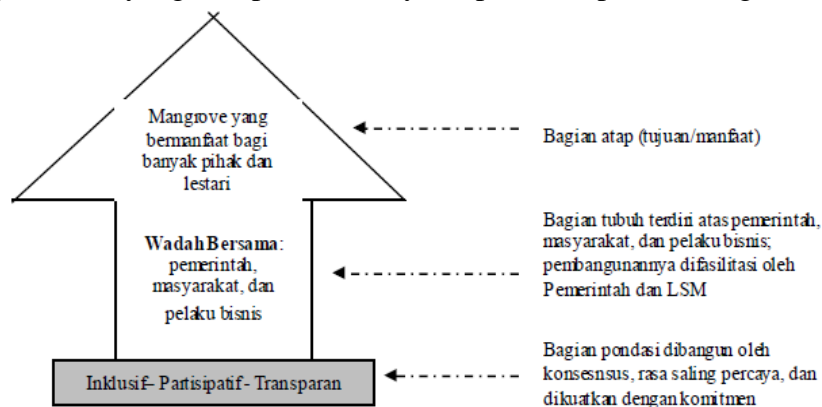 Mangrove yang
bermanfaat bagi
banyak pihak dan
lestari
Bagian atap (tujuan/manfaat)
Wadah Bersama:
pemerintah,
masyarakat, dan
pelaku bisnis
Bagian tubuh terdiri atas pemerintah,
masyarakat, dan pelaku bisnis;
pembangunannya difasilitasi oleh
Pemerintah dan LSM
Inklusif– Partisipatif - Transparan
Bagian pondasi dibangun oleh
konsesnsus, rasa saling percaya, dan
dikuatkan dengan komitmen